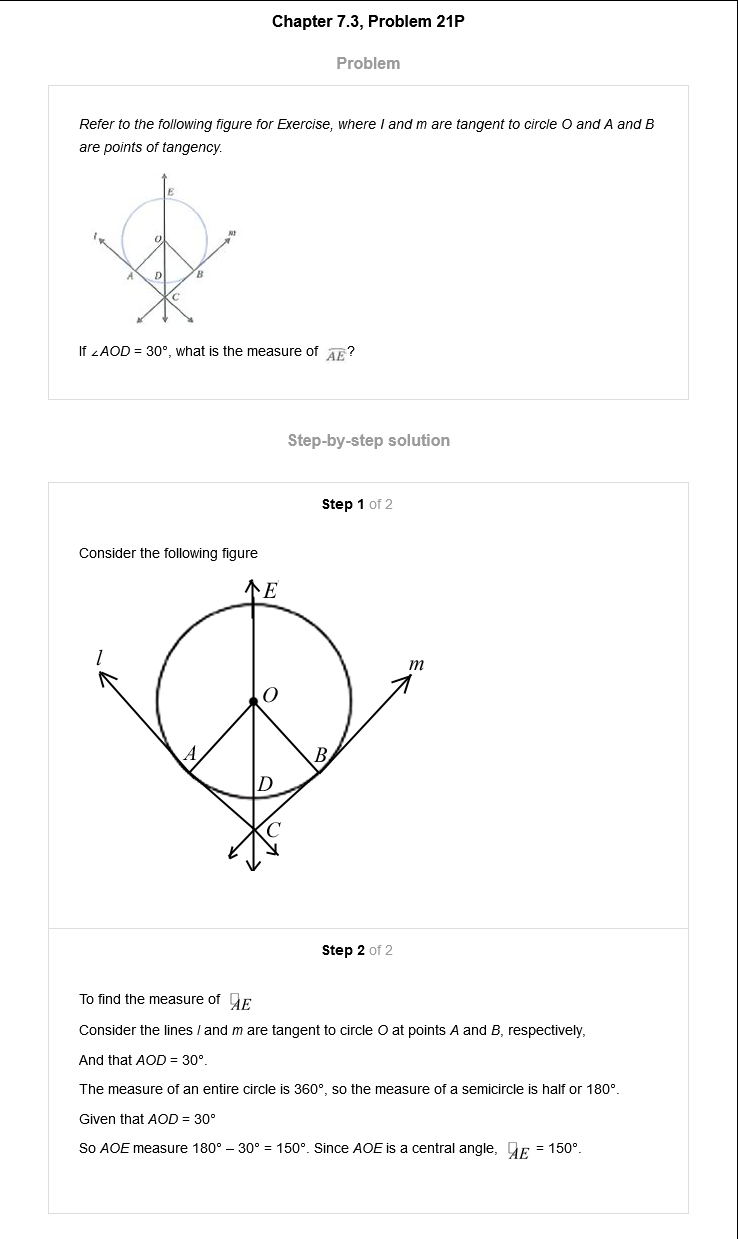 Chapter 7.3, Problem 21P
Problem
Refer to the following figure for Exercise, where l and m are tangent to circle O and A and B
are points of tangency.
E
l
O
m
A
D
B
C
If ∠AOD = 30°, what is the measure of AE?
Step-by-step solution
Step 1 of 2
Consider the following figure
E
l
m
O
A
B
D
C
Step 2 of 2
To find the measure of AE
Consider the lines l and m are tangent to circle O at points A and B, respectively,
And that AOD = 30°.
The measure of an entire circle is 360°, so the measure of a semicircle is half or 180°.
Given that AOD = 30°
So AOE measure 180° – 30° = 150°. Since AOE is a central angle, AE = 150°.